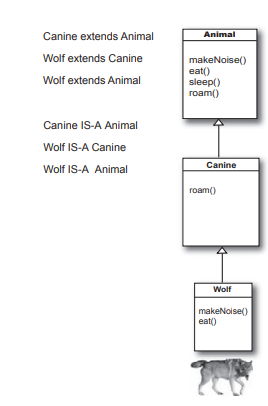 Canine extends Animal
Wolf extends Canine
Wolf extends Animal
Canine IS-A Animal
Wolf IS-A Canine
Wolf IS-A Animal
Animal
makeNoise()
eat()
sleep()
roam()
Canine
roam()
Wolf
makeNoise()
eat()